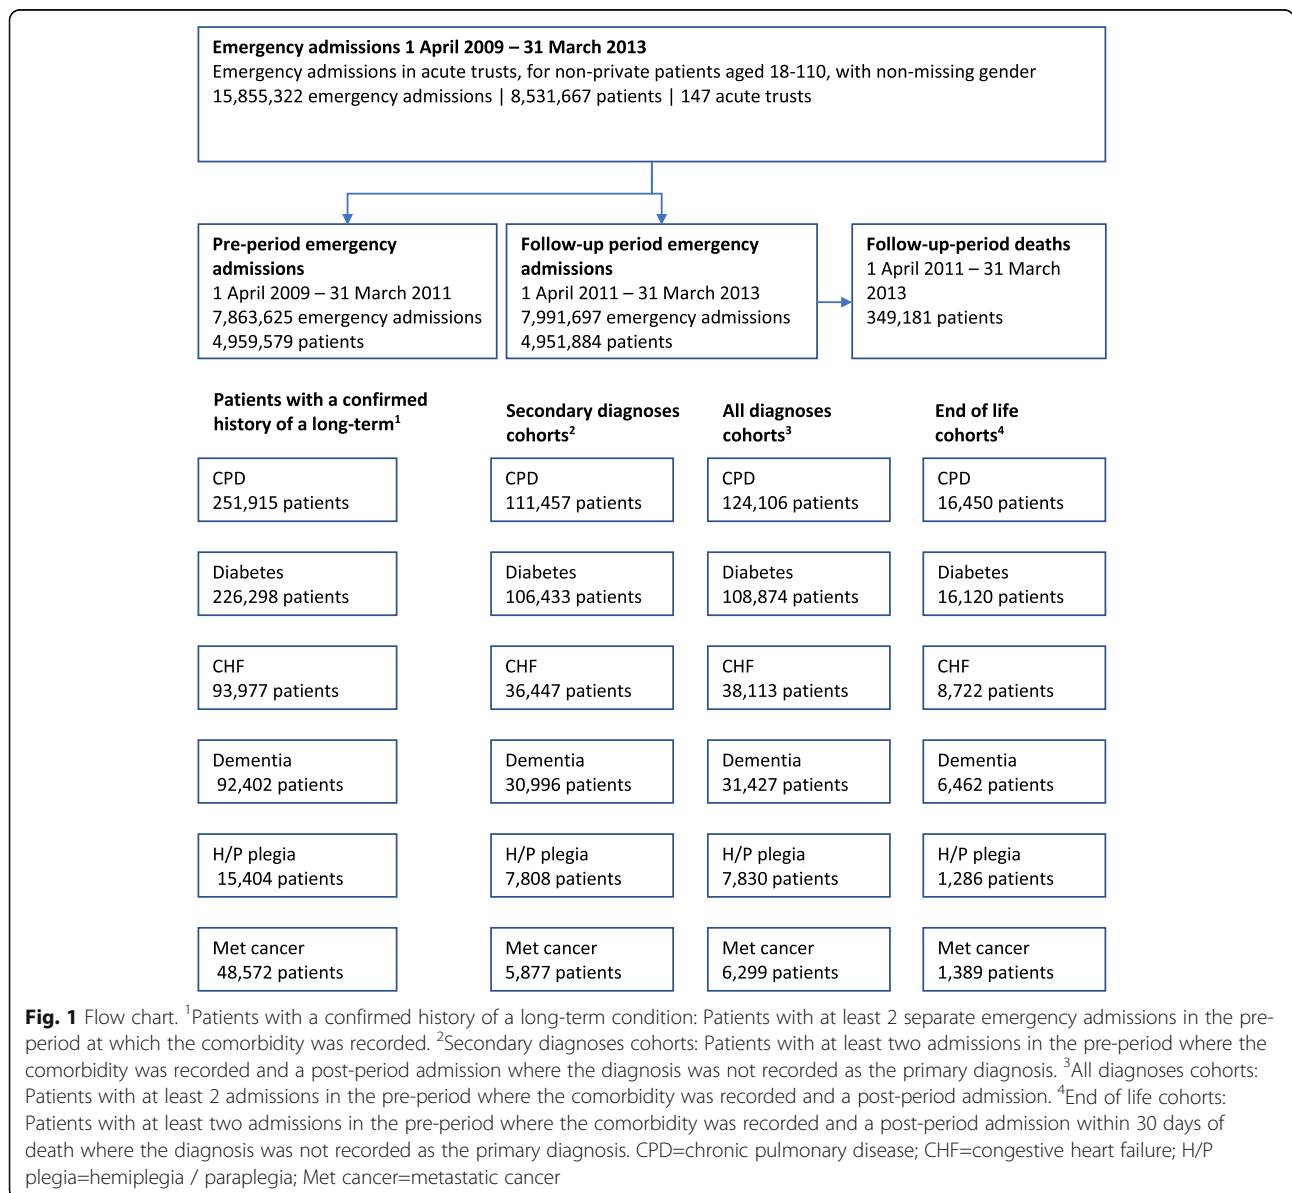 Emergency admissions 1 April 2009 – 31 March 2013
Emergency admissions in acute trusts, for non-private patients aged 18-110, with non-missing gender
15,855,322 emergency admissions | 8,531,667 patients | 147 acute trusts
Pre-period emergency
admissions
1 April 2009 – 31 March 2011
7,863,625 emergency admissions
4,959,579 patients
Follow-up period emergency
admissions
1 April 2011 – 31 March 2013
7,991,697 emergency admissions
4,951,884 patients
Follow-up-period deaths
1 April 2011 – 31 March
2013
349,181 patients
Patients with a confirmed
history of a long-term¹
Secondary diagnoses
cohorts²
All diagnoses
cohorts³
End of life
cohorts⁴
CPD
251,915 patients
CPD
111,457 patients
CPD
124,106 patients
CPD
16,450 patients
Diabetes
226,298 patients
Diabetes
106,433 patients
Diabetes
108,874 patients
Diabetes
16,120 patients
CHF
93,977 patients
CHF
36,447 patients
CHF
38,113 patients
CHF
8,722 patients
Dementia
92,402 patients
Dementia
30,996 patients
Dementia
31,427 patients
Dementia
6,462 patients
H/P plegia
15,404 patients
H/P plegia
7,808 patients
H/P plegia
7,830 patients
H/P plegia
1,286 patients
Met cancer
48,572 patients
Met cancer
5,877 patients
Met cancer
6,299 patients
Met cancer
1,389 patients
Fig. 1 Flow chart. ¹Patients with a confirmed history of a long-term condition: Patients with at least 2 separate emergency admissions in the pre-
period at which the comorbidity was recorded. ²Secondary diagnoses cohorts: Patients with at least two admissions in the pre-period where the
comorbidity was recorded and a post-period admission where the diagnosis was not recorded as the primary diagnosis. ³All diagnoses cohorts:
Patients with at least 2 admissions in the pre-period where the comorbidity was recorded and a post-period admission. ⁴End of life cohorts:
Patients with at least two admissions in the pre-period where the comorbidity was recorded and a post-period admission within 30 days of
death where the diagnosis was not recorded as the primary diagnosis. CPD=chronic pulmonary disease; CHF=congestive heart failure; H/P
plegia=hemiplegia / paraplegia; Met cancer=metastatic cancer